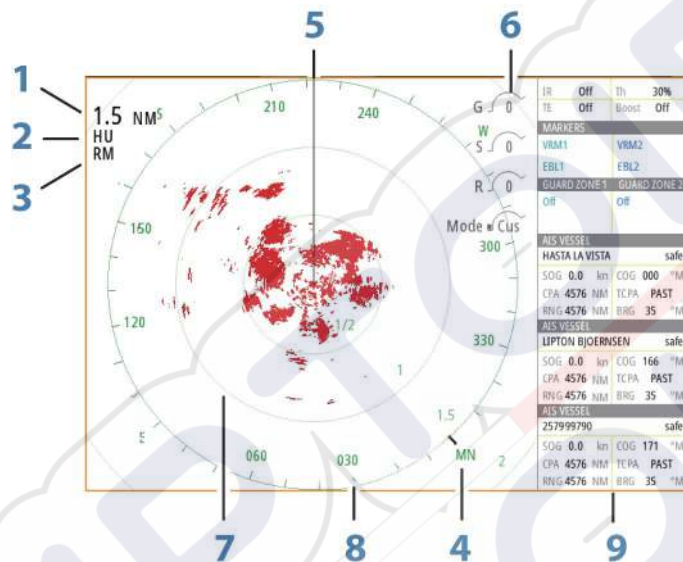 5
6
1
2
3
1.5 NM
HU
RM
210
240
W
G 0
S 0
R 0
Mode Cus
150
300
120
330
1/2
1
1.5
2
MN
060
030
IR Off Th 30%
TE Off Boost Off
MARKERS
VRM1 VRM2
EBL1 EBL2
GUARD ZONE 1 GUARD ZONE 2
Off Off
AIS VESSEL
HASTA LA VISTA safe
SOG 0.0 kn COG 000 °M
CPA 4576 NM TCPA PAST
RNG 4576 NM BRG 35 °M
AIS VESSEL
LIPTON BJOERNSEN safe
SOG 0.0 kn COG 166 °M
CPA 4576 NM TCPA PAST
RNG 4576 NM BRG 35 °M
AIS VESSEL
257999790 safe
SOG 0.0 kn COG 171 °M
CPA 4576 NM TCPA PAST
RNG 4576 NM BRG 35 °M
7
8
4
9